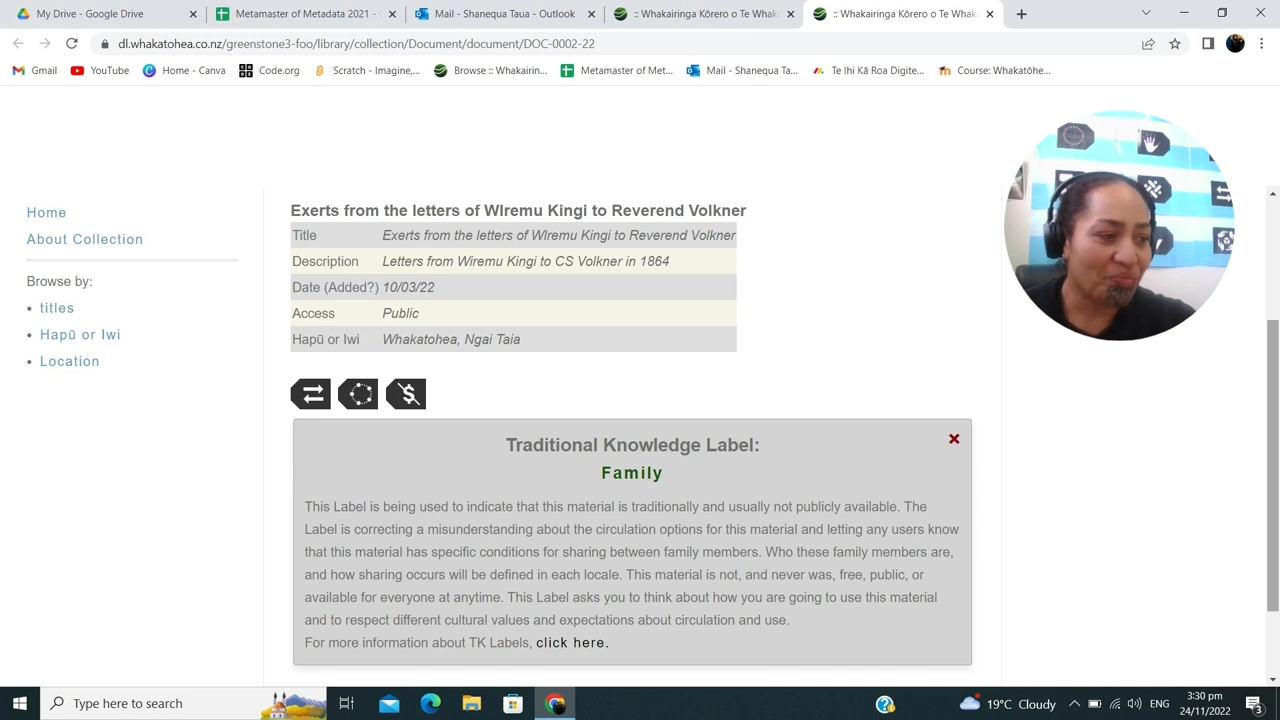 My Drive - Google Drive
Metamaster of Metadata 2021 -
Mail - Shanequa Taua - Outlook
:: Whakairinga Kōrero o Te Whak
:: Whakairinga Kōrero o Te Whak
dl.whakatohea.co.nz/greenstone3-foo/library/collection/Document/document/DOC-0002-22
Gmail
YouTube
Home - Canva
Code.org
Scratch - Imagine,...
Browse :: Whakairin...
Metamaster of Met...
Mail - Shanequa Ta...
Te Ihi Kā Roa Digite...
Course: Whakatōhe...
Home
About Collection
Browse by:
• titles
• Hapū or Iwi
• Location
Exerts from the letters of WIremu Kingi to Reverend Volkner
Title Exerts from the letters of WIremu Kingi to Reverend Volkner
Description Letters from Wiremu Kingi to CS Volkner in 1864
Date (Added?) 10/03/22
Access Public
Hapū or Iwi Whakatohea, Ngai Taia
Traditional Knowledge Label:
Family
This Label is being used to indicate that this material is traditionally and usually not publicly available. The
Label is correcting a misunderstanding about the circulation options for this material and letting any users know
that this material has specific conditions for sharing between family members. Who these family members are,
and how sharing occurs will be defined in each locale. This material is not, and never was, free, public, or
available for everyone at anytime. This Label asks you to think about how you are going to use this material
and to respect different cultural values and expectations about circulation and use.
For more information about TK Labels, click here.
Type here to search
19°C Cloudy
ENG
3:30 pm
24/11/2022
3